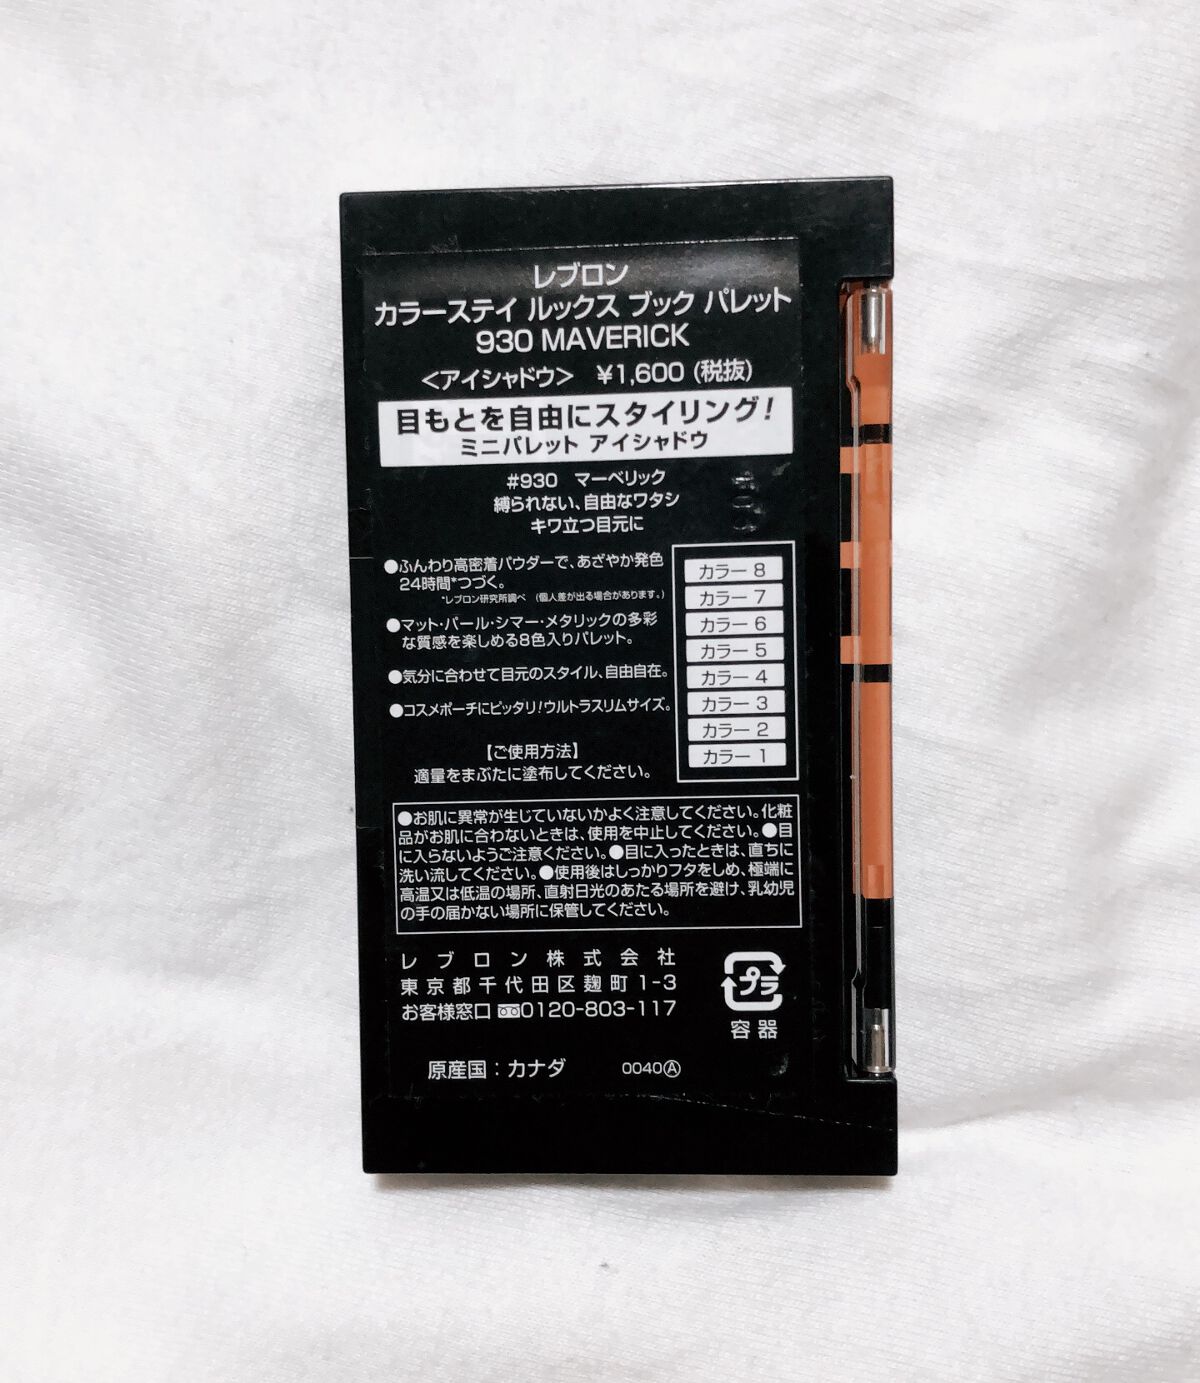 レブロン
カラーステイ ルックス ブック パレット
930 MAVERICK
＜アイシャドウ＞ ¥1,600 (税抜)
目もとを自由にスタイリング！
ミニパレット アイシャドウ
#930 マーベリック
縛られない、自由なワタシ
キワ立つ目元に
●ふんわり高密着パウダーで、あざやか発色
24時間*つづく。
*レブロン研究所調べ （個人差が出る場合があります。）
●マット・パール・シマー・メタリックの多彩
な質感を楽しめる8色入りパレット。
●気分に合わせて目元のスタイル、自由自在。
●コスメポーチにピッタリ！ウルトラスリムサイズ。
【ご使用方法】
適量をまぶたに塗布してください。
カラー 8
カラー 7
カラー 6
カラー 5
カラー 4
カラー 3
カラー 2
カラー 1
●お肌に異常が生じていないかよく注意してください。化粧
品がお肌に合わないときは、使用を中止してください。●目
に入らないようご注意ください。●目に入ったときは、直ちに
洗い流してください。●使用後はしっかりフタをしめ、極端に
高温又は低温の場所、直射日光のあたる場所を避け、乳幼児
の手の届かない場所に保管してください。
レブロン株式会社
東京都千代田区麹町1-3
お客様窓口 0120-803-117
プラ
容器
原産国：カナダ 0040Ⓐ